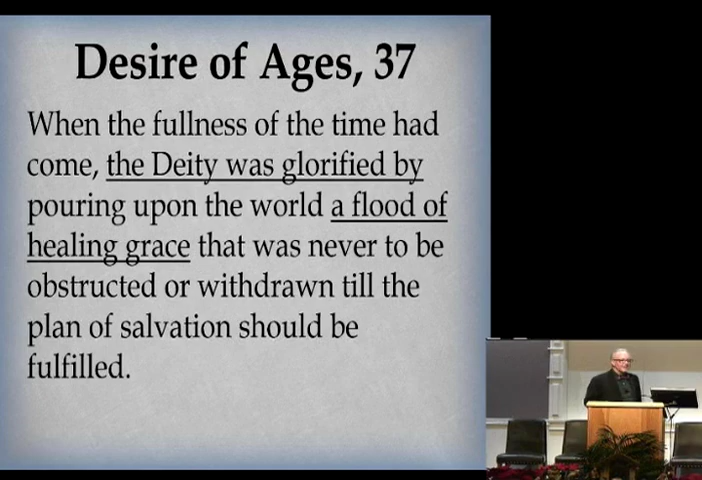 Desire of Ages, 37
When the fullness of the time had
come, the Deity was glorified by
pouring upon the world a flood of
healing grace that was never to be
obstructed or withdrawn till the
plan of salvation should be
fulfilled.